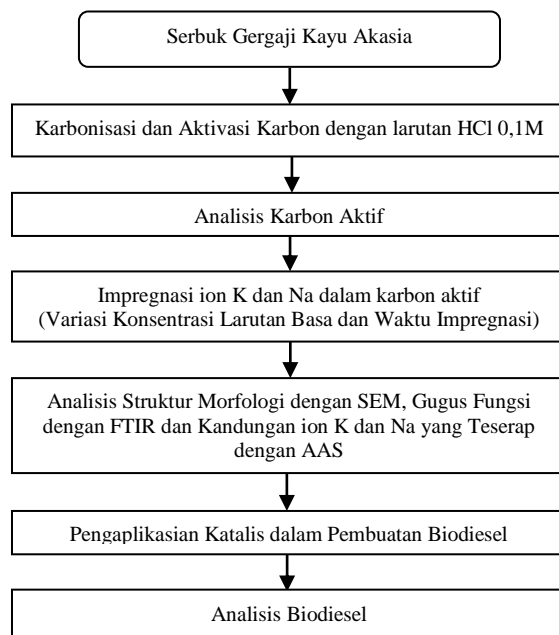 Serbuk Gergaji Kayu Akasia
Karbonisasi dan Aktivasi Karbon dengan larutan HCl 0,1M
Analisis Karbon Aktif
Impregnasi ion K dan Na dalam karbon aktif
(Variasi Konsentrasi Larutan Basa dan Waktu Impregnasi)
Analisis Struktur Morfologi dengan SEM, Gugus Fungsi
dengan FTIR dan Kandungan ion K dan Na yang Teserap
dengan AAS
Pengaplikasian Katalis dalam Pembuatan Biodiesel
Analisis Biodiesel